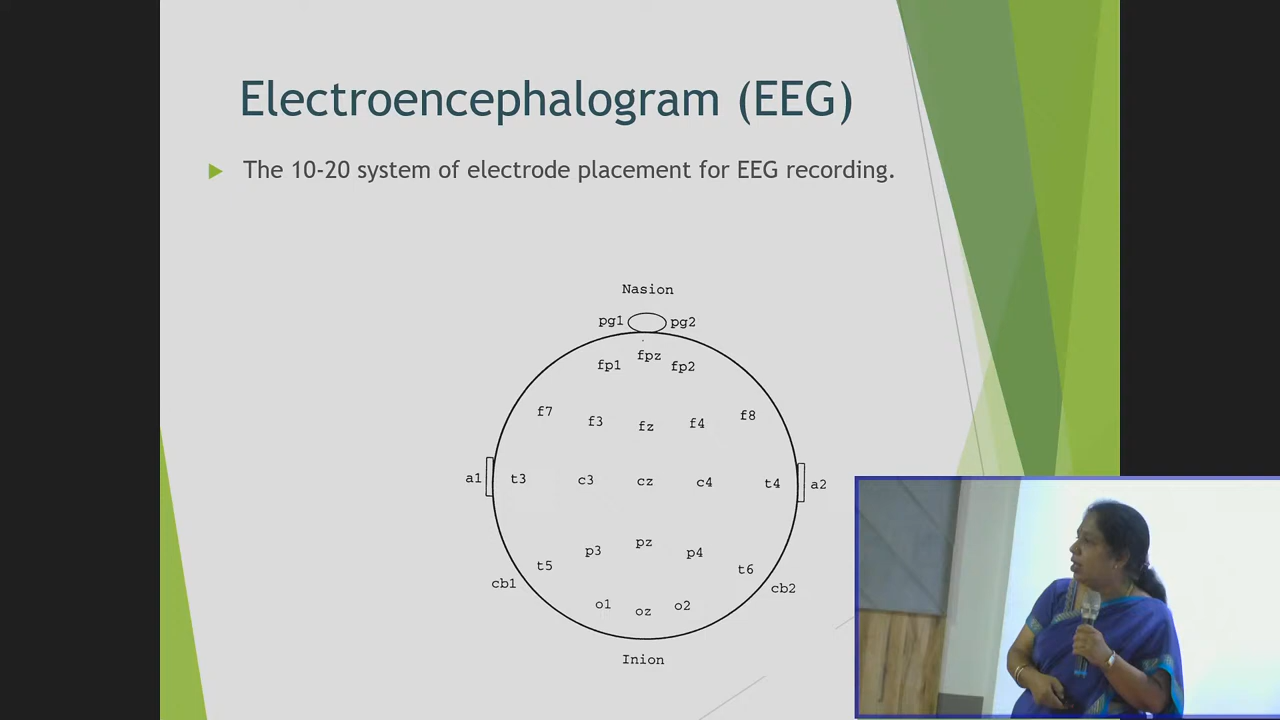 Electroencephalogram (EEG)
The 10-20 system of electrode placement for EEG recording.
Nasion
pg1 pg2
fp1 fpz fp2
f7 f3 fz f4 f8
a1 t3 c3 cz c4 t4 a2
t5 p3 pz p4 t6
cb1 cb2
o1 oz o2
Inion